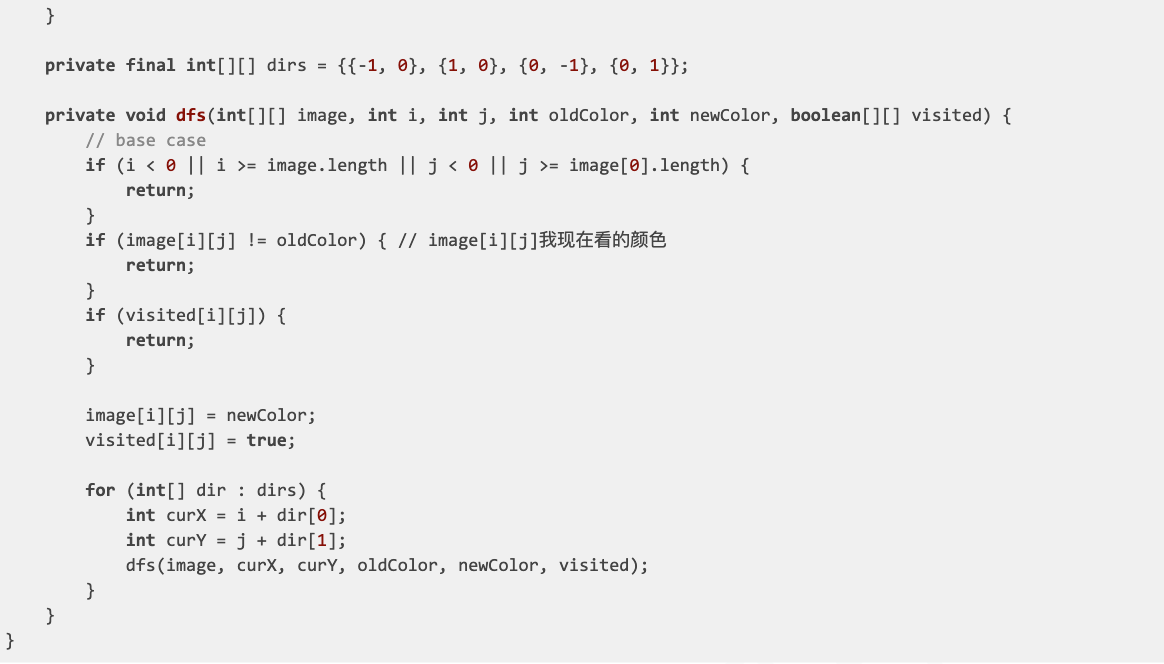 }

    private final int[][] dirs = {{-1, 0}, {1, 0}, {0, -1}, {0, 1}};

    private void dfs(int[][] image, int i, int j, int oldColor, int newColor, boolean[][] visited) {
        // base case
        if (i < 0 || i >= image.length || j < 0 || j >= image[0].length) {
            return;
        }
        if (image[i][j] != oldColor) { // image[i][j]我现在看的颜色
            return;
        }
        if (visited[i][j]) {
            return;
        }

        image[i][j] = newColor;
        visited[i][j] = true;

        for (int[] dir : dirs) {
            int curX = i + dir[0];
            int curY = j + dir[1];
            dfs(image, curX, curY, oldColor, newColor, visited);
        }
    }
}